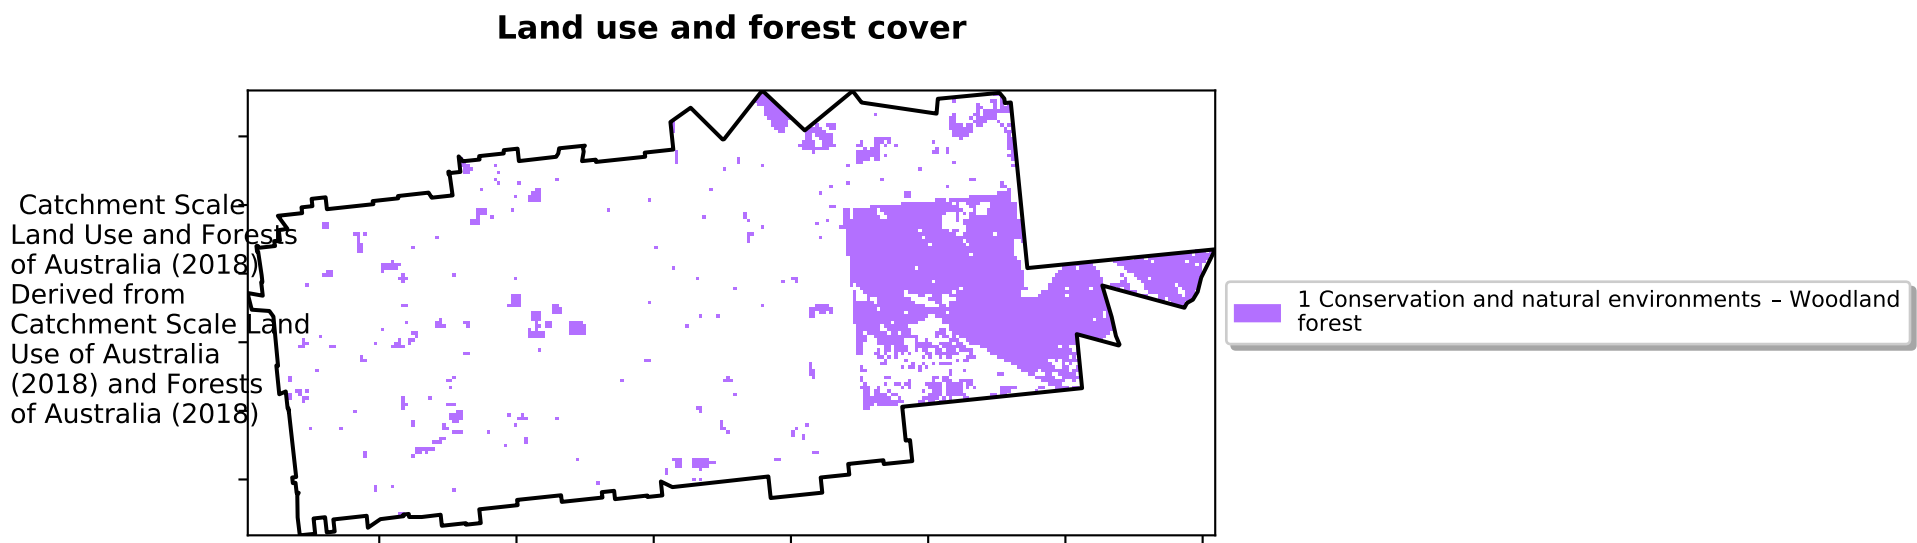 Land use and forest cover
Catchment Scale
Land Use and Forests
of Australia (2018)
Derived from
Catchment Scale Land
Use of Australia
(2018) and Forests
of Australia (2018)
1 Conservation and natural environments – Woodland
forest